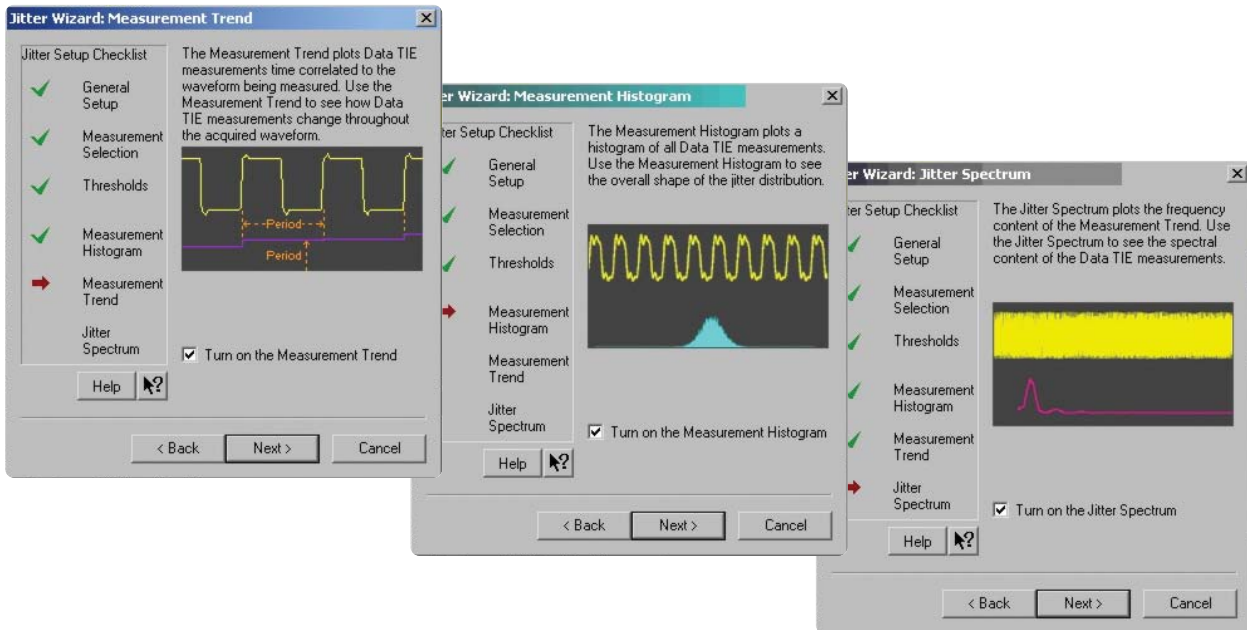 Jitter Wizard: Measurement Trend
Jitter Setup Checklist
General
Setup
Measurement
Selection
Thresholds
Measurement
Histogram
Measurement
Trend
Jitter
Spectrum
The Measurement Trend plots Data TIE
measurements time correlated to the
waveform being measured. Use the
Measurement Trend to see how Data
TIE measurements change throughout
the acquired waveform.
Period
Period
Turn on the Measurement Trend
Help
?
< Back
Next >
Cancel
er Wizard: Measurement Histogram
tter Setup Checklist
General
Setup
Measurement
Selection
Thresholds
Measurement
Histogram
Measurement
Trend
Jitter
Spectrum
The Measurement Histogram plots a
histogram of all Data TIE measurements.
Use the Measurement Histogram to see
the overall shape of the jitter distribution.
Turn on the Measurement Histogram
Help
?
< Back
Next >
Cancel
er Wizard: Jitter Spectrum
tter Setup Checklist
General
Setup
Measurement
Selection
Thresholds
Measurement
Histogram
Measurement
Trend
Jitter
Spectrum
The Jitter Spectrum plots the frequency
content of the Measurement Trend. Use
the Jitter Spectrum to see the spectral
content of the Data TIE measurements.
Turn on the Jitter Spectrum
Help
?
< Back
Next >
Cancel